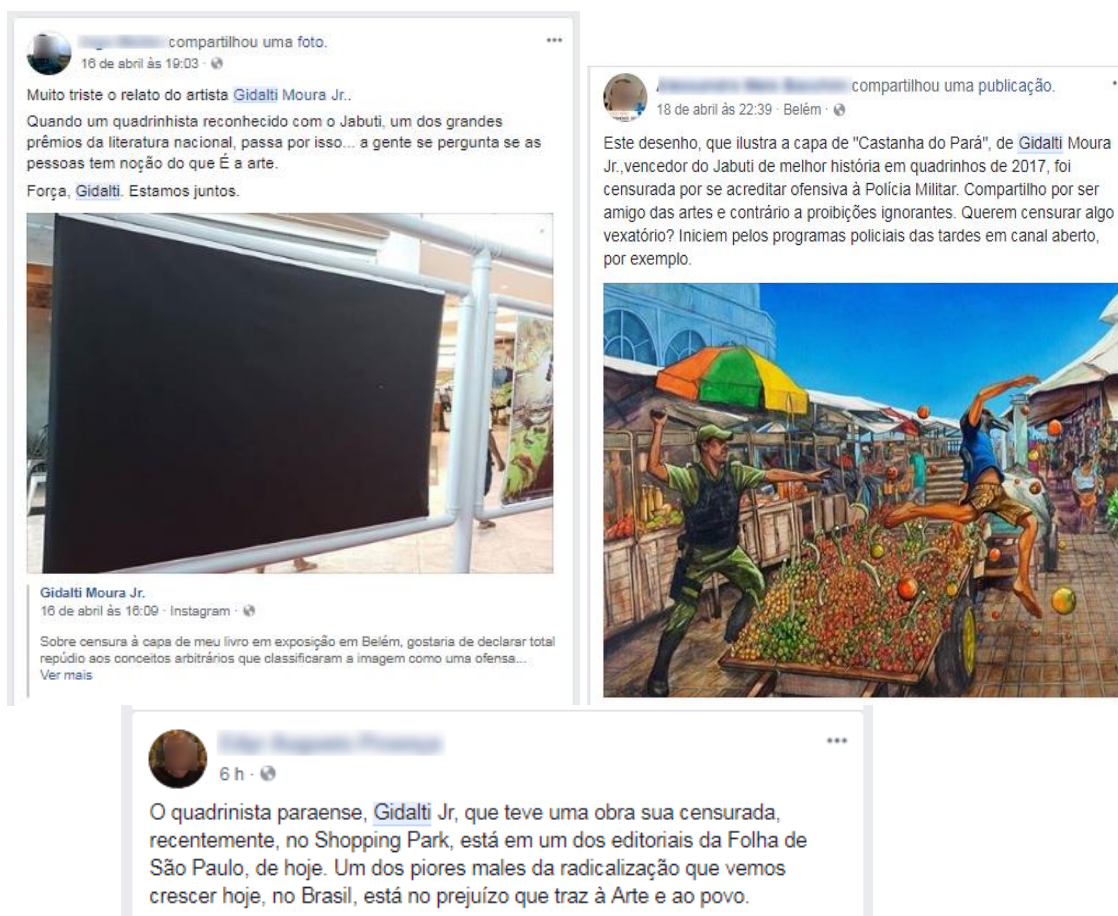 compartilhou uma foto.
16 de abril às 19:03 ·
Muito triste o relato do artista Gidalti Moura Jr..
Quando um quadrinhista reconhecido com o Jabuti, um dos grandes
prêmios da literatura nacional, passa por isso... a gente se pergunta se as
pessoas tem noção do que É a arte.
Força, Gidalti. Estamos juntos.
Gidalti Moura Jr.
16 de abril às 16:09 · Instagram ·
Sobre censura à capa de meu livro em exposição em Belém, gostaria de declarar total
repúdio aos conceitos arbitrários que classificaram a imagem como uma ofensa...
Ver mais
compartilhou uma publicação.
18 de abril às 22:39 · Belém ·
Este desenho, que ilustra a capa de "Castanha do Pará", de Gidalti Moura
Jr.,vencedor do Jabuti de melhor história em quadrinhos de 2017, foi
censurada por se acreditar ofensiva à Polícia Militar. Compartilho por ser
amigo das artes e contrário a proibições ignorantes. Querem censurar algo
vexatório? Iniciem pelos programas policiais das tardes em canal aberto,
por exemplo.
6 h ·
O quadrinista paraense, Gidalti Jr, que teve uma obra sua censurada,
recentemente, no Shopping Park, está em um dos editoriais da Folha de
São Paulo, de hoje. Um dos piores males da radicalização que vemos
crescer hoje, no Brasil, está no prejuízo que traz à Arte e ao povo.